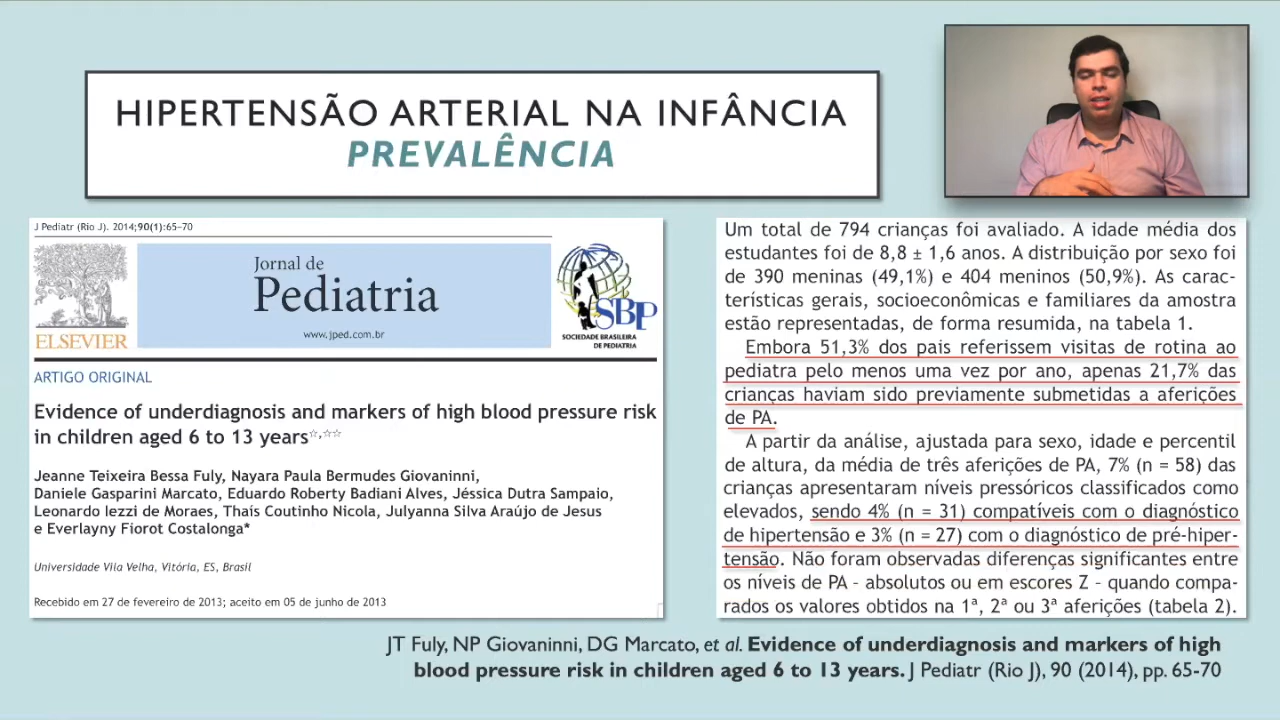 HIPERTENSÃO ARTERIAL NA INFÂNCIA
PREVALÊNCIA
J Pediatr (Rio J). 2014;90(1):65-70
ELSEVIER
Jornal de
Pediatria
www.jped.com.br
SBP
SOCIEDADE BRASILEIRA
DE PEDIATRIA
ARTIGO ORIGINAL
Evidence of underdiagnosis and markers of high blood pressure risk
in children aged 6 to 13 years☆,☆☆
Jeanne Teixeira Bessa Fuly, Nayara Paula Bermudes Giovaninni,
Daniele Gasparini Marcato, Eduardo Roberty Badiani Alves, Jéssica Dutra Sampaio,
Leonardo Iezzi de Moraes, Thaís Coutinho Nicola, Julyanna Silva Araújo de Jesus
e Everlayny Fiorot Costalonga*
Universidade Vila Velha, Vitória, ES, Brasil
Recebido em 27 de fevereiro de 2013; aceito em 05 de junho de 2013
Um total de 794 crianças foi avaliado. A idade média dos
estudantes foi de 8,8 ± 1,6 anos. A distribuição por sexo foi
de 390 meninas (49,1%) e 404 meninos (50,9%). As carac-
terísticas gerais, socioeconômicas e familiares da amostra
estão representadas, de forma resumida, na tabela 1.
Embora 51,3% dos pais referissem visitas de rotina ao
pediatra pelo menos uma vez por ano, apenas 21,7% das
crianças haviam sido previamente submetidas a aferições
de PA.
A partir da análise, ajustada para sexo, idade e percentil
de altura, da média de três aferições de PA, 7% (n = 58) das
crianças apresentaram níveis pressóricos classificados como
elevados, sendo 4% (n = 31) compatíveis com o diagnóstico
de hipertensão e 3% (n = 27) com o diagnóstico de pré-hiper-
tensão. Não foram observadas diferenças significantes entre
os níveis de PA - absolutos ou em escores Z - quando compa-
rados os valores obtidos na 1ª, 2ª ou 3ª aferições (tabela 2).
JT Fuly, NP Giovaninni, DG Marcato, et al. Evidence of underdiagnosis and markers of high
blood pressure risk in children aged 6 to 13 years. J Pediatr (Rio J), 90 (2014), pp. 65-70